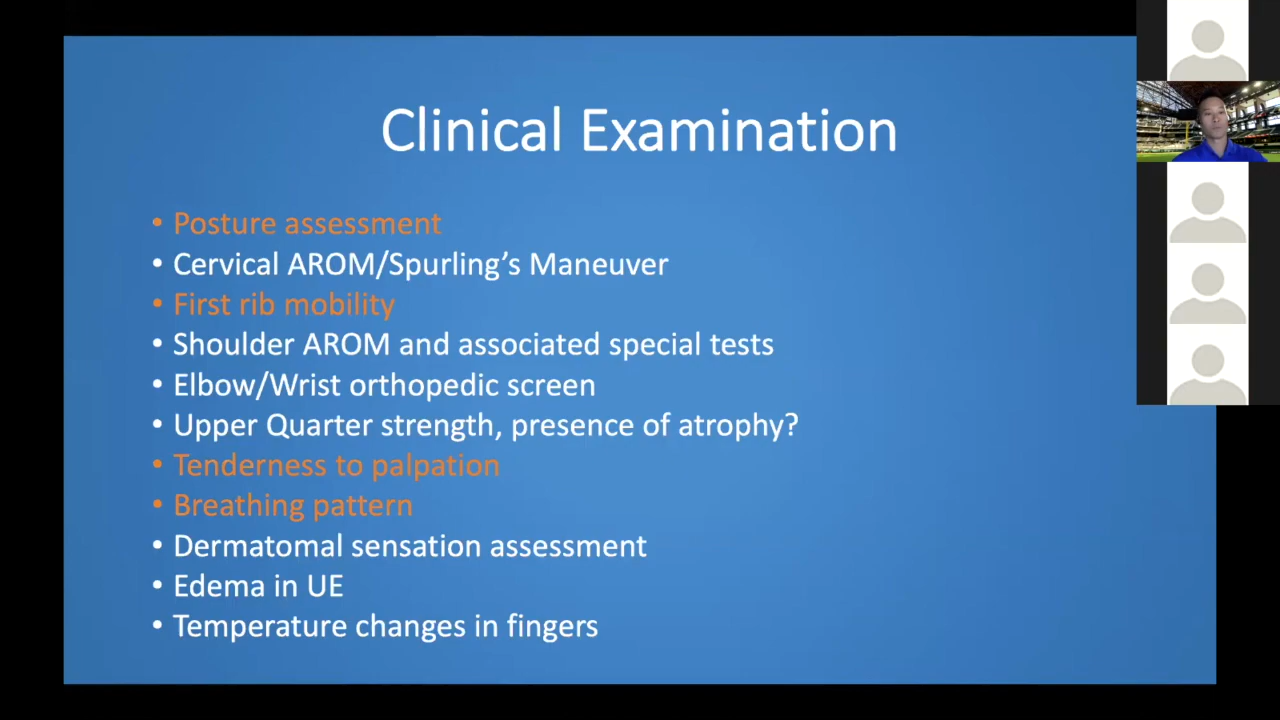 Clinical Examination
• Posture assessment
• Cervical AROM/Spurling’s Maneuver
• First rib mobility
• Shoulder AROM and associated special tests
• Elbow/Wrist orthopedic screen
• Upper Quarter strength, presence of atrophy?
• Tenderness to palpation
• Breathing pattern
• Dermatomal sensation assessment
• Edema in UE
• Temperature changes in fingers